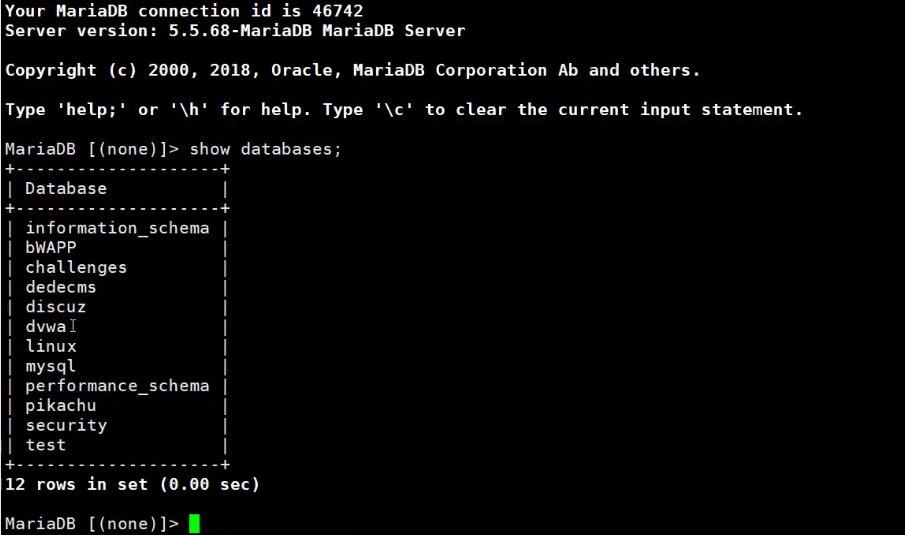 Your MariaDB connection id is 46742
Server version: 5.5.68-MariaDB MariaDB Server
Copyright (c) 2000, 2018, Oracle, MariaDB Corporation Ab and others.
Type 'help;' or '\h' for help. Type '\c' to clear the current input statement.
MariaDB [(none)]> show databases;
+--------------------+
| Database           |
+--------------------+
| information_schema |
| bWAPP              |
| challenges         |
| dedecms            |
| discuz             |
| dvwa               |
| linux              |
| mysql              |
| performance_schema |
| pikachu            |
| security           |
| test               |
+--------------------+
12 rows in set (0.00 sec)
MariaDB [(none)]>